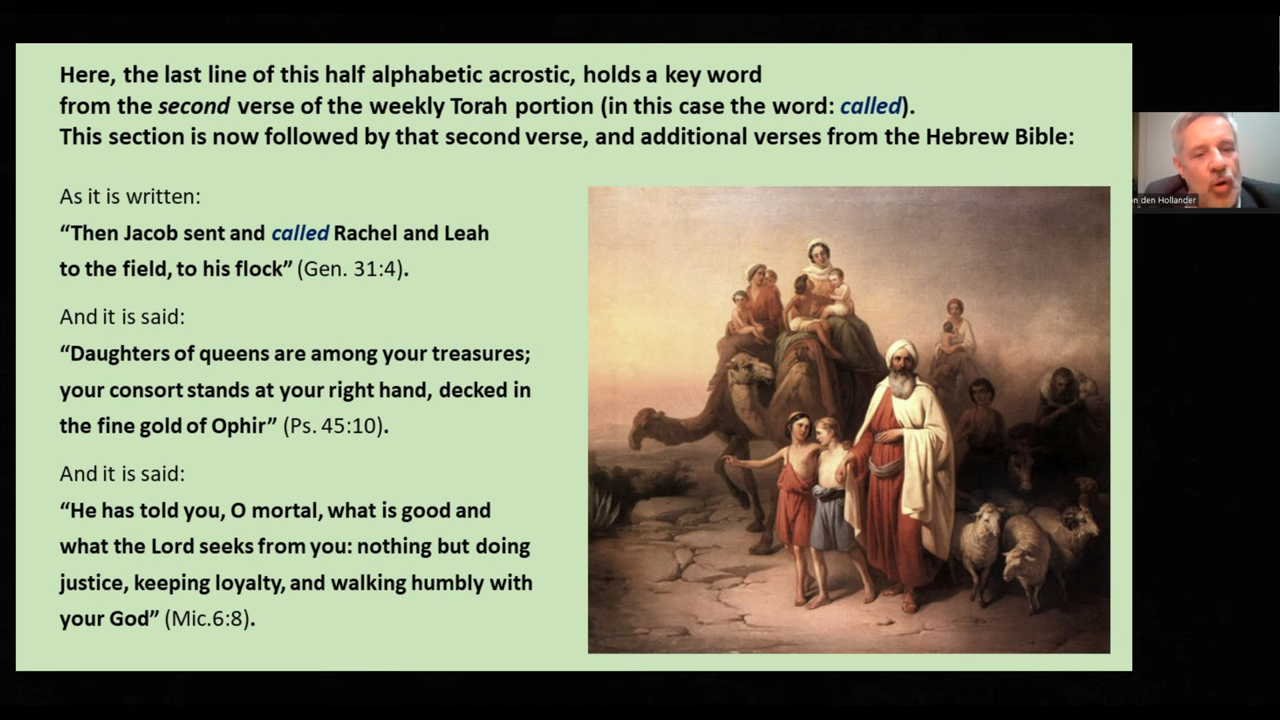 Here, the last line of this half alphabetic acrostic, holds a key word
from the second verse of the weekly Torah portion (in this case the word: called).
This section is now followed by that second verse, and additional verses from the Hebrew Bible:
As it is written:
“Then Jacob sent and called Rachel and Leah
to the field, to his flock” (Gen. 31:4).
And it is said:
“Daughters of queens are among your treasures;
your consort stands at your right hand, decked in
the fine gold of Ophir” (Ps. 45:10).
And it is said:
“He has told you, O mortal, what is good and
what the Lord seeks from you: nothing but doing
justice, keeping loyalty, and walking humbly with
your God” (Mic.6:8).
den Hollander